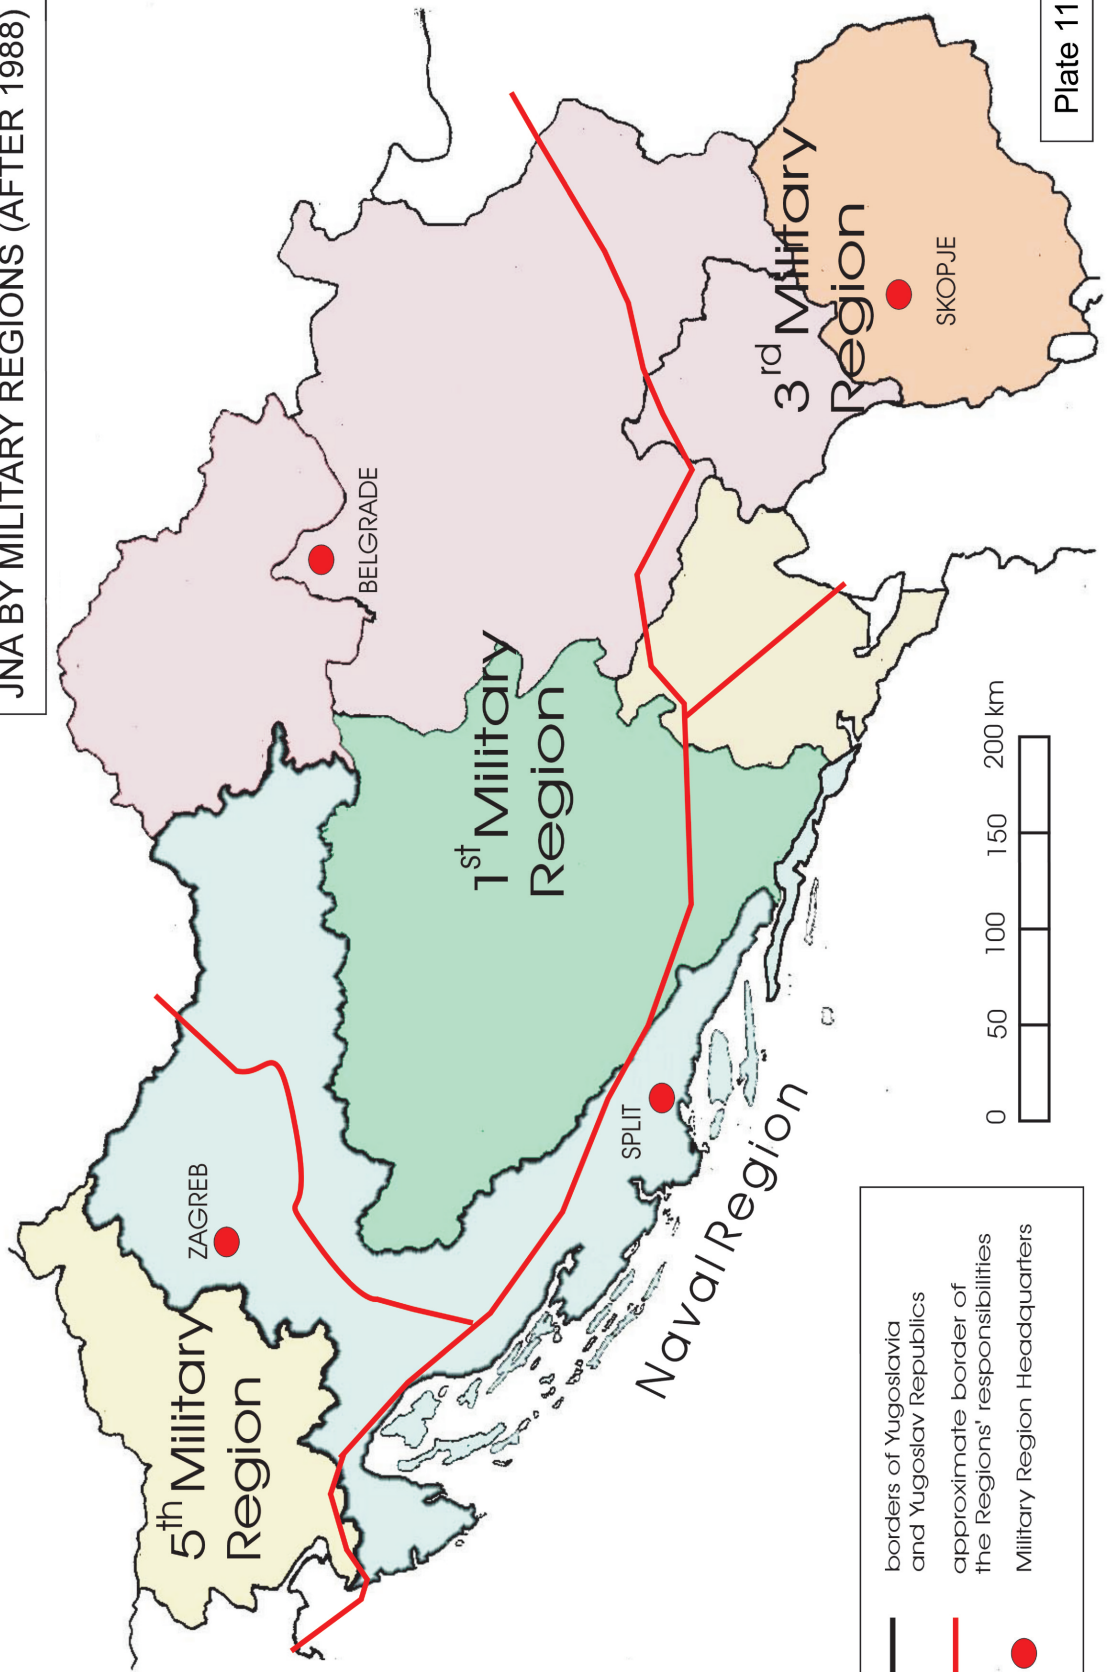 JNA BY MILITARY REGIONS (AFTER 1988)
5th Military
Region
ZAGREB
1st Military
Region
BELGRADE
SPLIT
Naval Region
3rd Military
Region
SKOPJE
0 50 100 150 200 km
borders of Yugoslavia
and Yugoslav Republics
approximate border of
the Regions' responsibilities
Military Region Headquarters
Plate 11